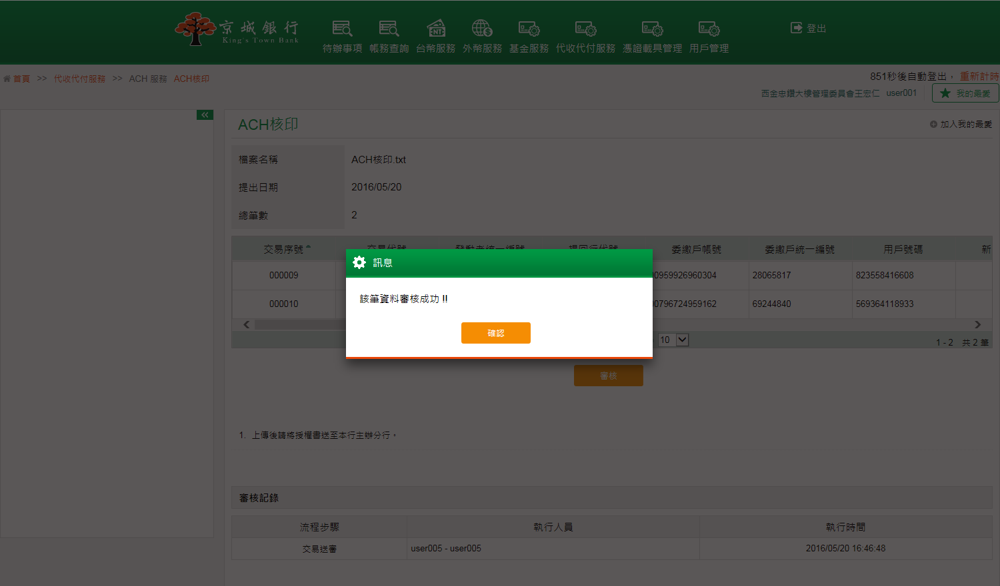 京城銀行
King's Town Bank
待辦事項 帳務查詢 台幣服務 外幣服務 基金服務 代收代付服務 憑證載具管理 用戶管理
登出
首頁 >> 代收代付服務 >> ACH 服務 ACH核印
851秒後自動登出， 重新計時
西金忠鑽大樓管理委員會王宏仁 user001
我的最愛
ACH核印
加入我的最愛
檔案名稱 ACH核印.txt
提出日期 2016/05/20
總筆數 2
交易序號 交易代號 發動者統一編號 提回行代號 委繳戶帳號 委繳戶統一編號 用戶號碼 新
000009 0959926960304 28065817 823558416608
000010 00796724959162 69244840 569364118933
訊息
該筆資料審核成功 !!
確認
10
1 - 2 共 2 筆
審核
1. 上傳後請將授權書送至本行主辦分行。
審核記錄
流程步驟 執行人員 執行時間
交易送審 user005 - user005 2016/05/20 16:46:48